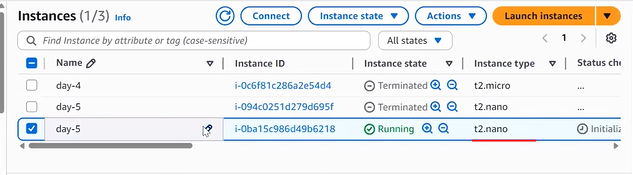 Instances (1/3) Info Connect Instance state Actions Launch instances
Find Instance by attribute or tag (case-sensitive) All states 1
Name Instance ID Instance state Instance type Status che
day-4 i-0c6f81c286a2e54d4 Terminated t2.micro ...
day-5 i-094c0251d279d695f Terminated t2.nano ...
day-5 i-0ba15c986d49b6218 Running t2.nano Initializ